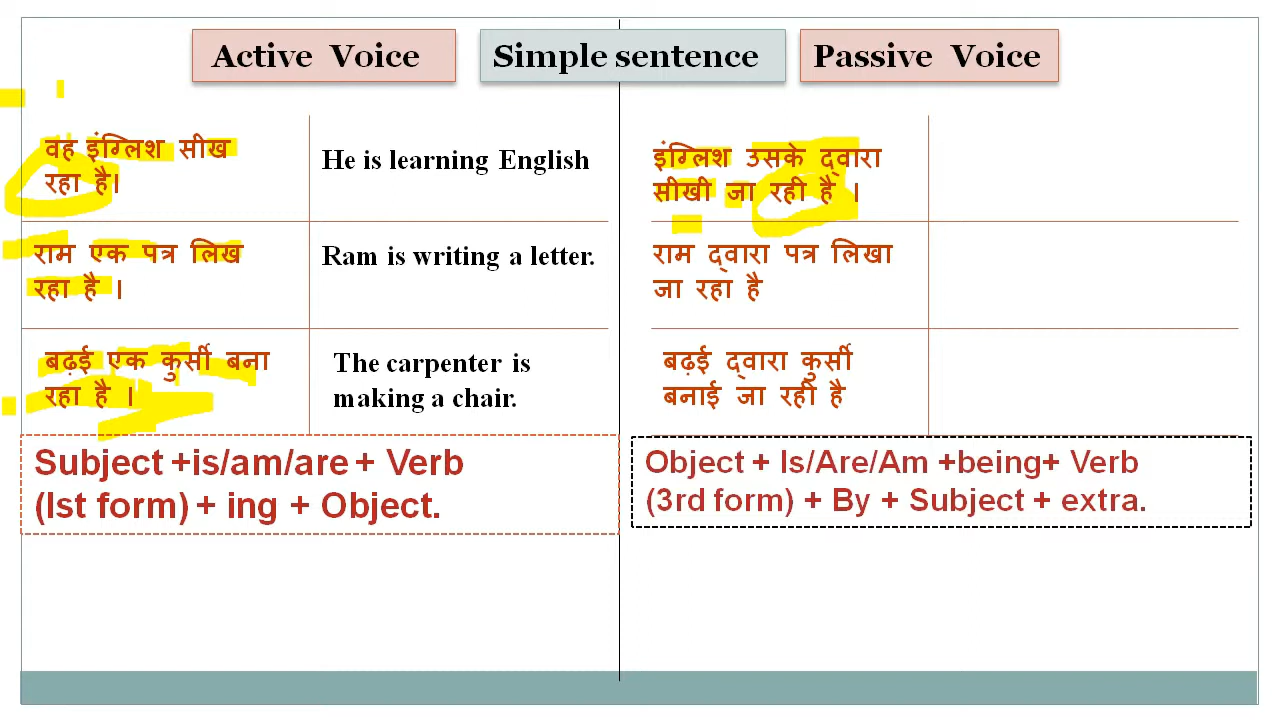 Active Voice
Simple sentence
Passive Voice
वह इंग्लिश सीख
रहा है।
He is learning English
इंग्लिश उसके द्वारा
सीखी जा रही है ।
राम एक पत्र लिख
रहा है ।
Ram is writing a letter.
राम द्वारा पत्र लिखा
जा रहा है
बढ़ई एक कुर्सी बना
रहा है ।
The carpenter is
making a chair.
बढ़ई द्वारा कुर्सी
बनाई जा रही है
Subject +is/am/are + Verb
(Ist form) + ing + Object.
Object + Is/Are/Am +being+ Verb
(3rd form) + By + Subject + extra.